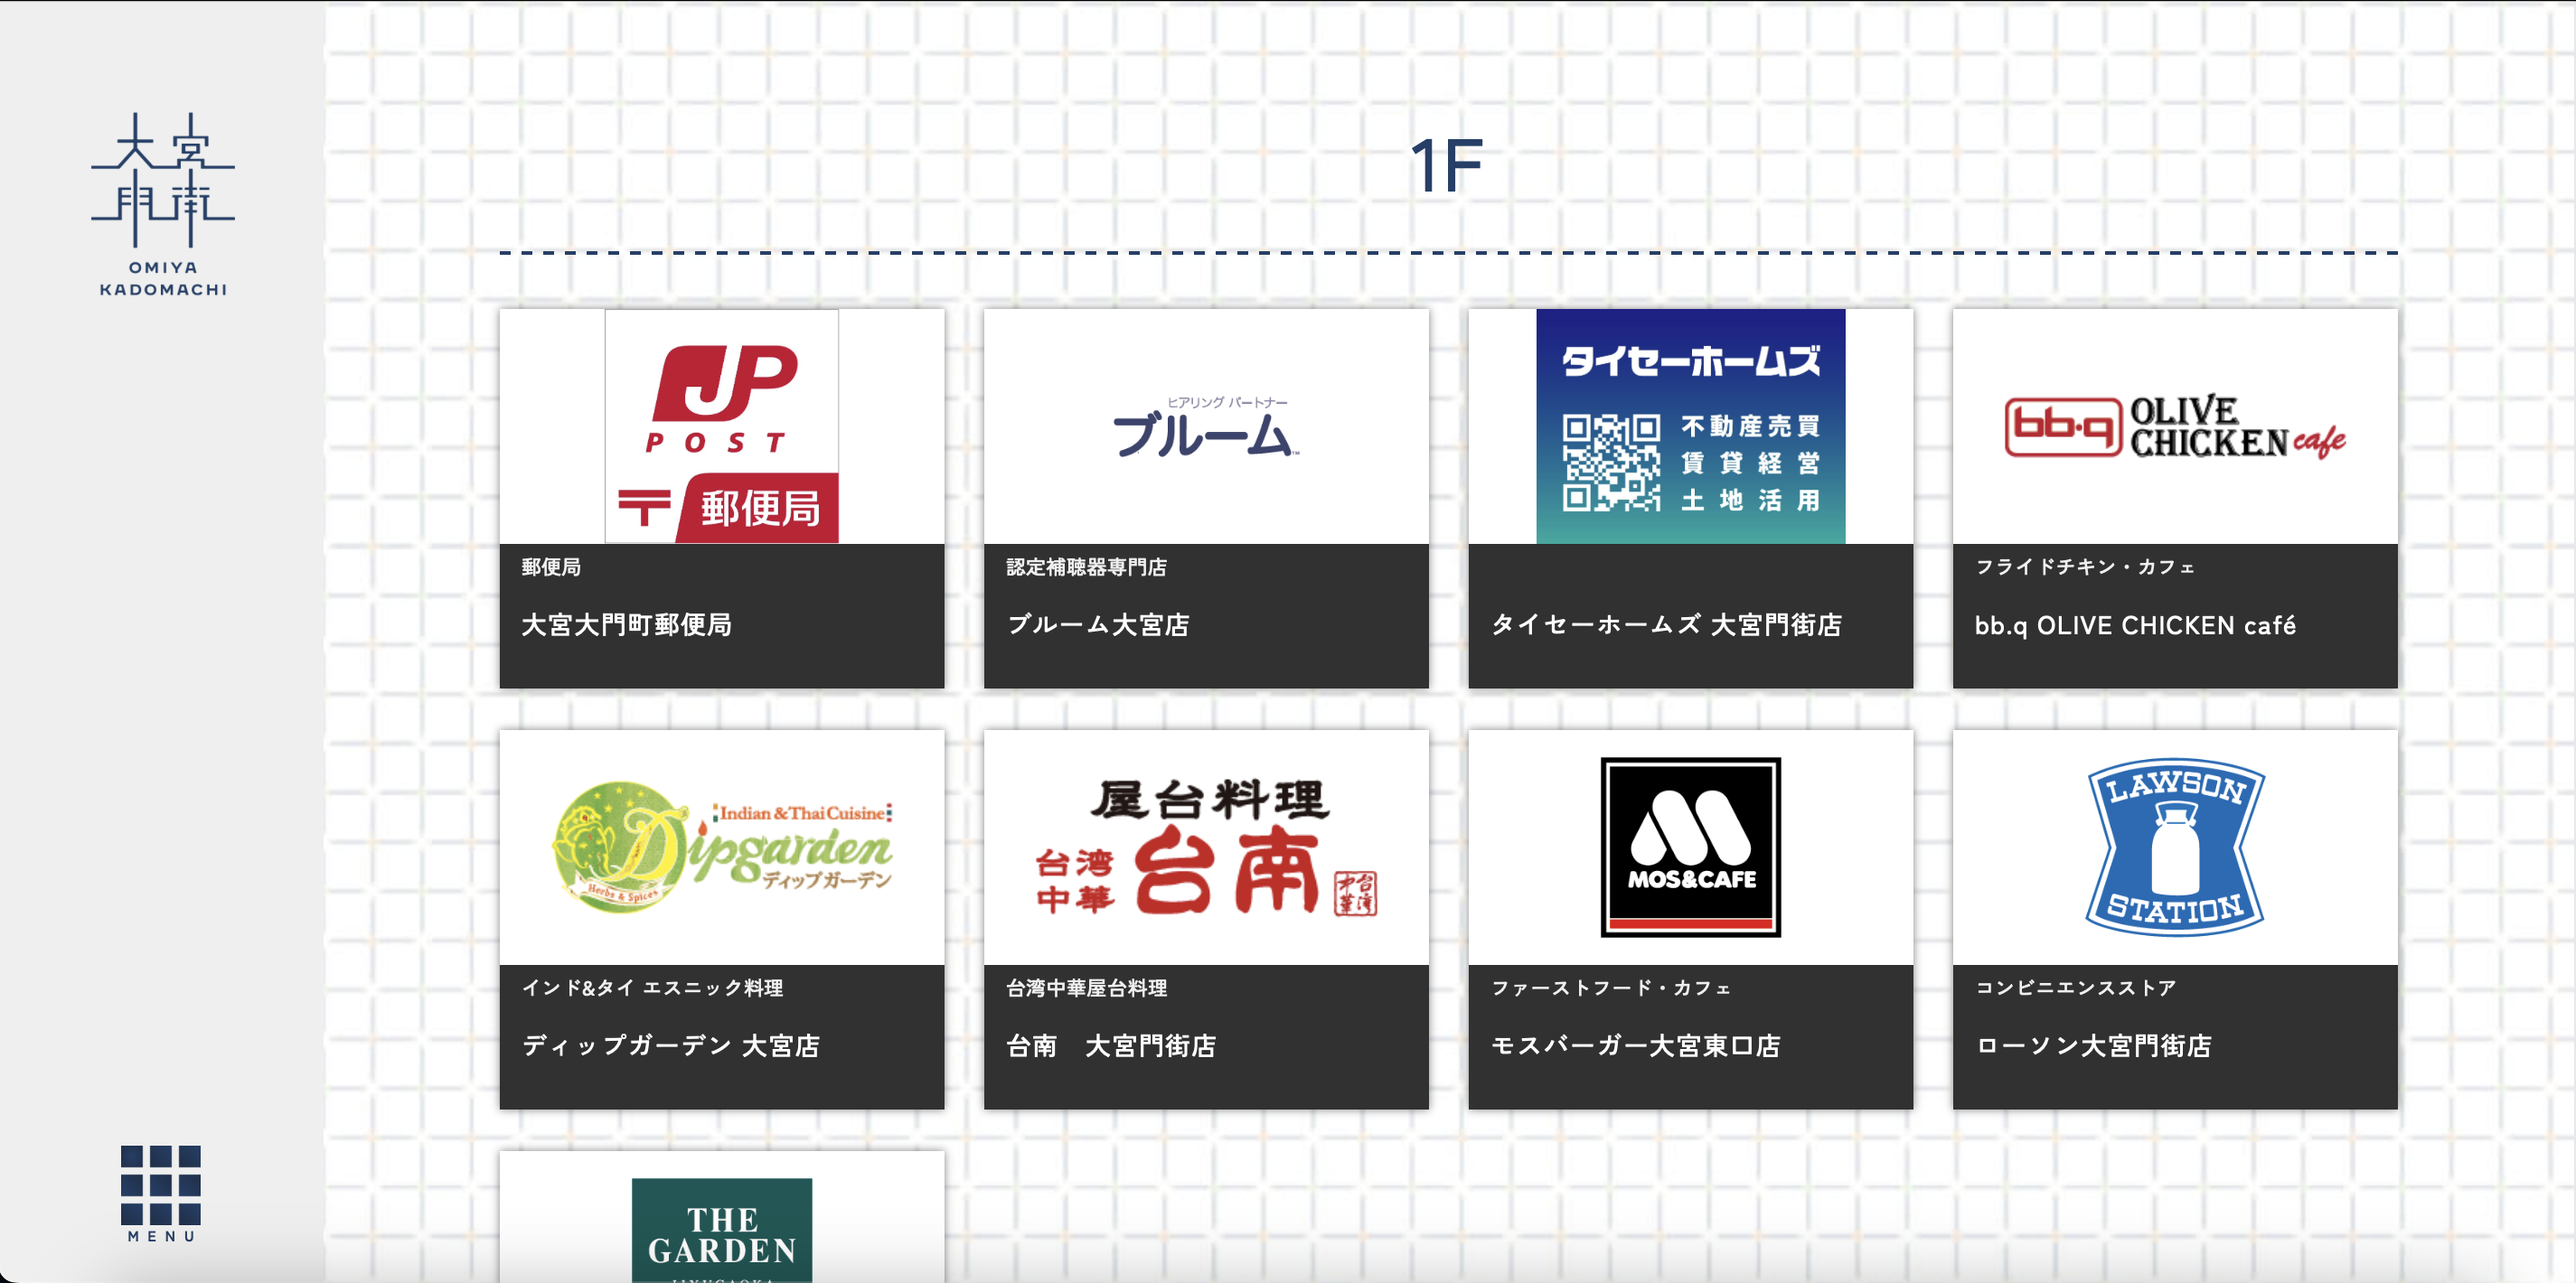 大宮
門街
OMIYA
KADOMACHI
1F
JP
POST
〒 郵便局
郵便局
大宮大門町郵便局
ヒアリング パートナー
ブルーム™
認定補聴器専門店
ブルーム大宮店
タイセーホームズ
不動産売買
賃貸経営
土地活用
タイセーホームズ 大宮門街店
bb.q OLIVE
CHICKEN cafe
フライドチキン・カフェ
bb.q OLIVE CHICKEN café
Indian & Thai Cuisine
Dipgarden
ディップガーデン
Herbs & Spices
インド&タイ エスニック料理
ディップガーデン 大宮店
屋台料理
台湾
中華
台南
台湾
中華
台湾中華屋台料理
台南　大宮門街店
MOS&CAFE
ファーストフード・カフェ
モスバーガー大宮東口店
LAWSON
STATION
コンビニエンスストア
ローソン大宮門街店
THE
GARDEN
MENU